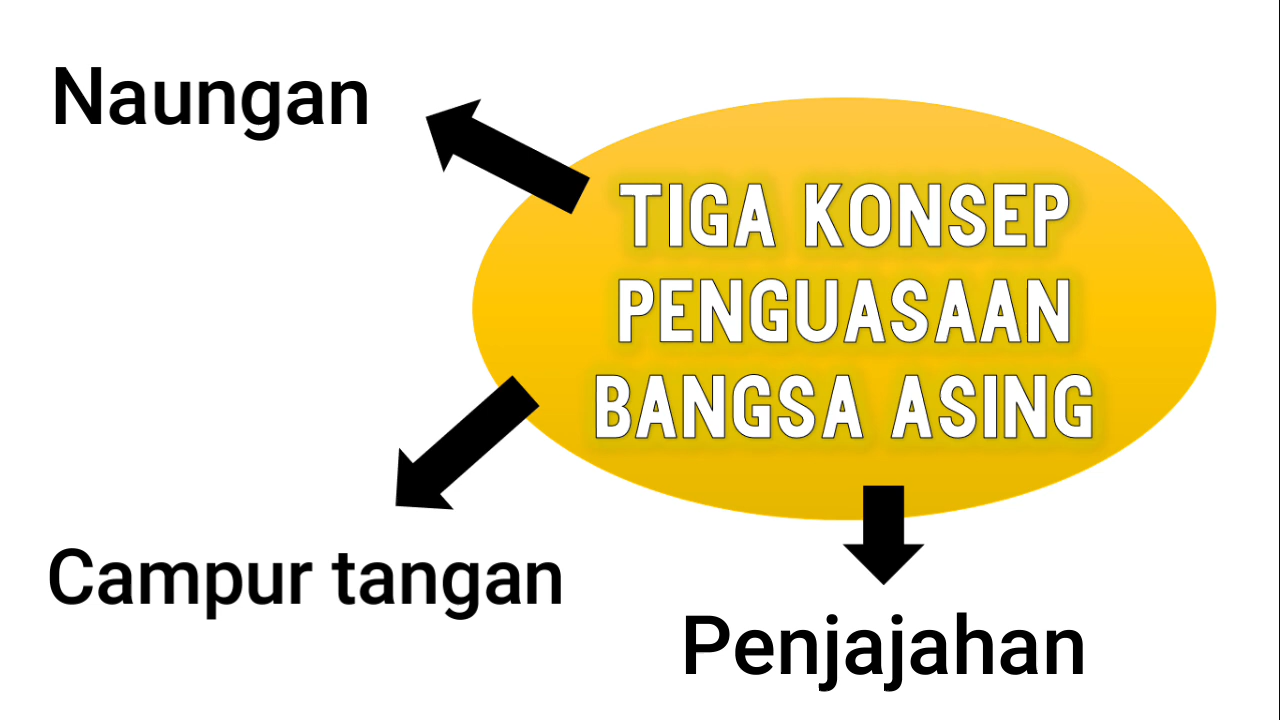 Naungan
TIGA KONSEP
PENGUASAAN
BANGSA ASING
Campur tangan
Penjajahan